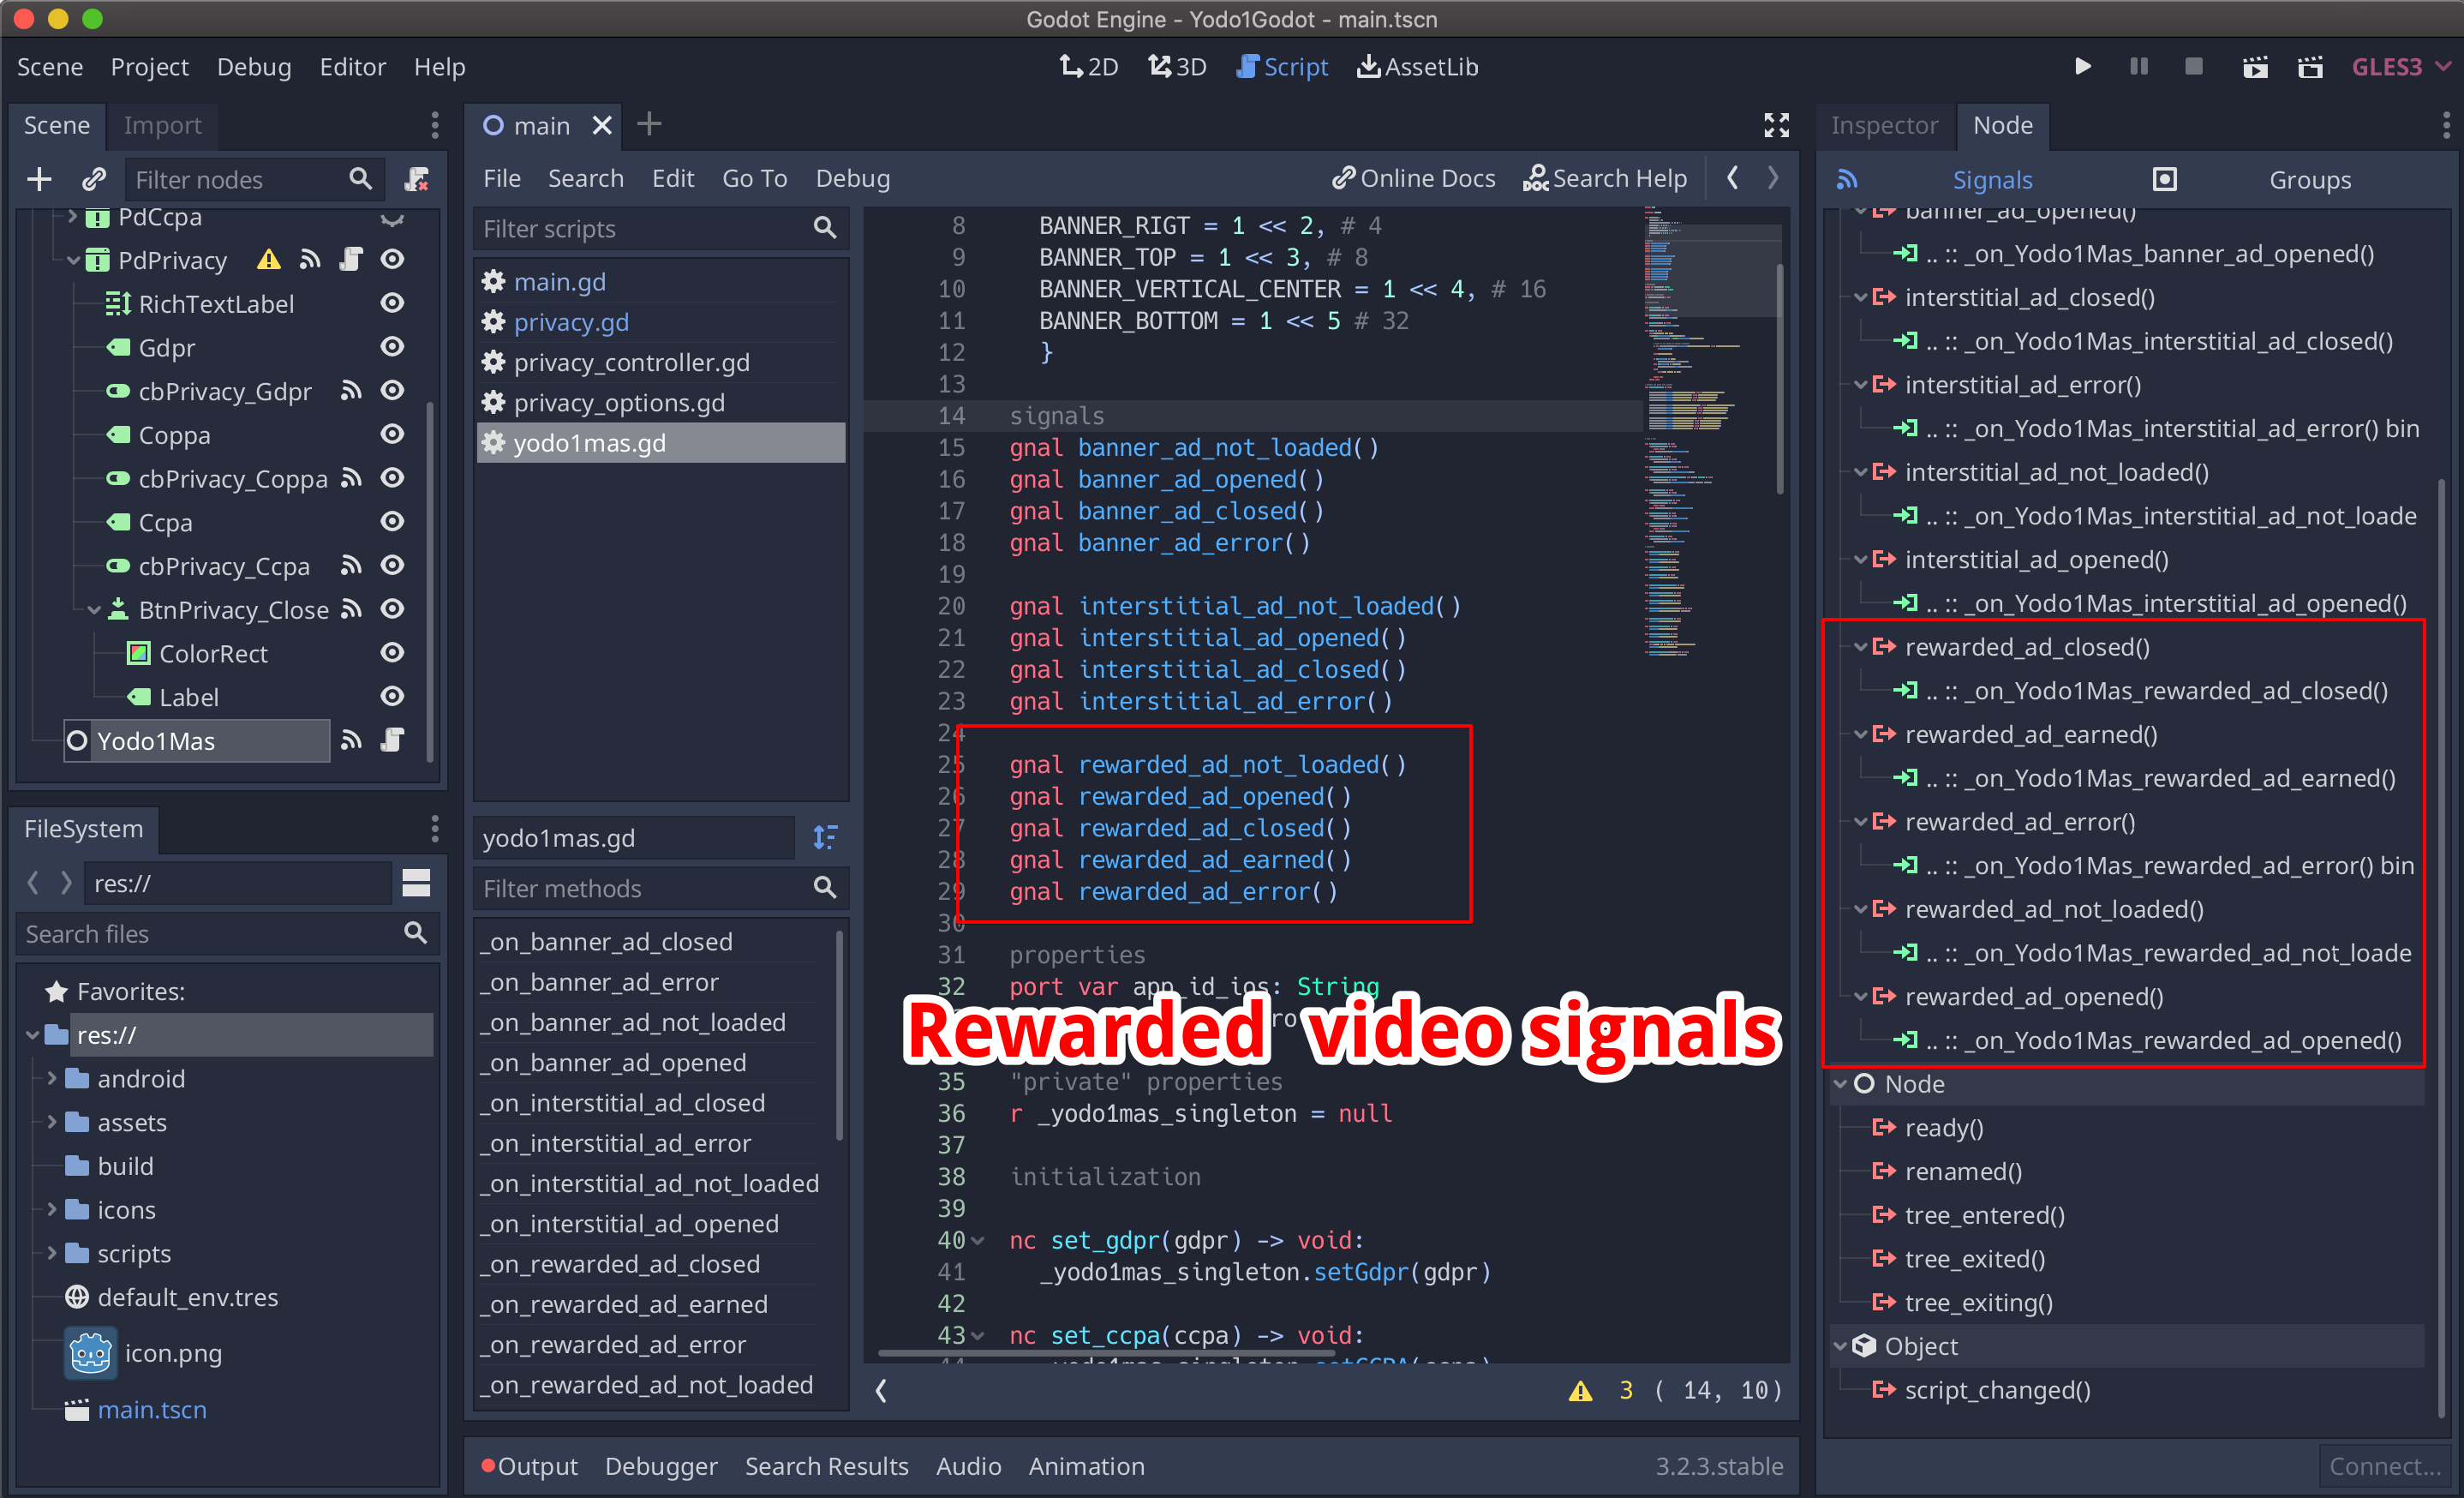 Godot Engine - Yodo1Godot - main.tscn
Scene Project Debug Editor Help
2D 3D Script AssetLib
GLES3
Scene Import
Filter nodes
PdCcpa
PdPrivacy
RichTextLabel
Gdpr
cbPrivacy_Gdpr
Coppa
cbPrivacy_Coppa
Ccpa
cbPrivacy_Ccpa
BtnPrivacy_Close
ColorRect
Label
Yodo1Mas
FileSystem
res://
Search files
Favorites:
res://
android
assets
build
icons
scripts
default_env.tres
icon.png
main.tscn
main
File Search Edit Go To Debug
Online Docs Search Help
Filter scripts
main.gd
privacy.gd
privacy_controller.gd
privacy_options.gd
yodo1mas.gd
yodo1mas.gd
Filter methods
_on_banner_ad_closed
_on_banner_ad_error
_on_banner_ad_not_loaded
_on_banner_ad_opened
_on_interstitial_ad_closed
_on_interstitial_ad_error
_on_interstitial_ad_not_loaded
_on_interstitial_ad_opened
_on_rewarded_ad_closed
_on_rewarded_ad_earned
_on_rewarded_ad_error
_on_rewarded_ad_not_loaded
8 BANNER_RIGT = 1 << 2, # 4
9 BANNER_TOP = 1 << 3, # 8
10 BANNER_VERTICAL_CENTER = 1 << 4, # 16
11 BANNER_BOTTOM = 1 << 5 # 32
12 }
13
14 signals
15 gnal banner_ad_not_loaded()
16 gnal banner_ad_opened()
17 gnal banner_ad_closed()
18 gnal banner_ad_error()
19
20 gnal interstitial_ad_not_loaded()
21 gnal interstitial_ad_opened()
22 gnal interstitial_ad_closed()
23 gnal interstitial_ad_error()
24
25 gnal rewarded_ad_not_loaded()
26 gnal rewarded_ad_opened()
27 gnal rewarded_ad_closed()
28 gnal rewarded_ad_earned()
29 gnal rewarded_ad_error()
30
31 properties
32 port var app_id_ios: String
Rewarded video signals
35 "private" properties
36 r _yodo1mas_singleton = null
37
38 initialization
39
40 nc set_gdpr(gdpr) -> void:
41 _yodo1mas_singleton.setGdpr(gdpr)
42
43 nc set_ccpa(ccpa) -> void:
44 _yodo1mas_singleton.setCCPA(ccpa)
3 ( 14, 10)
Output Debugger Search Results Audio Animation
3.2.3.stable
Inspector Node
Signals Groups
banner_ad_opened()
.. :: _on_Yodo1Mas_banner_ad_opened()
interstitial_ad_closed()
.. :: _on_Yodo1Mas_interstitial_ad_closed()
interstitial_ad_error()
.. :: _on_Yodo1Mas_interstitial_ad_error() bin
interstitial_ad_not_loaded()
.. :: _on_Yodo1Mas_interstitial_ad_not_loade
interstitial_ad_opened()
.. :: _on_Yodo1Mas_interstitial_ad_opened()
rewarded_ad_closed()
.. :: _on_Yodo1Mas_rewarded_ad_closed()
rewarded_ad_earned()
.. :: _on_Yodo1Mas_rewarded_ad_earned()
rewarded_ad_error()
.. :: _on_Yodo1Mas_rewarded_ad_error() bin
rewarded_ad_not_loaded()
.. :: _on_Yodo1Mas_rewarded_ad_not_loade
rewarded_ad_opened()
.. :: _on_Yodo1Mas_rewarded_ad_opened()
Node
ready()
renamed()
tree_entered()
tree_exited()
tree_exiting()
Object
script_changed()
Connect...